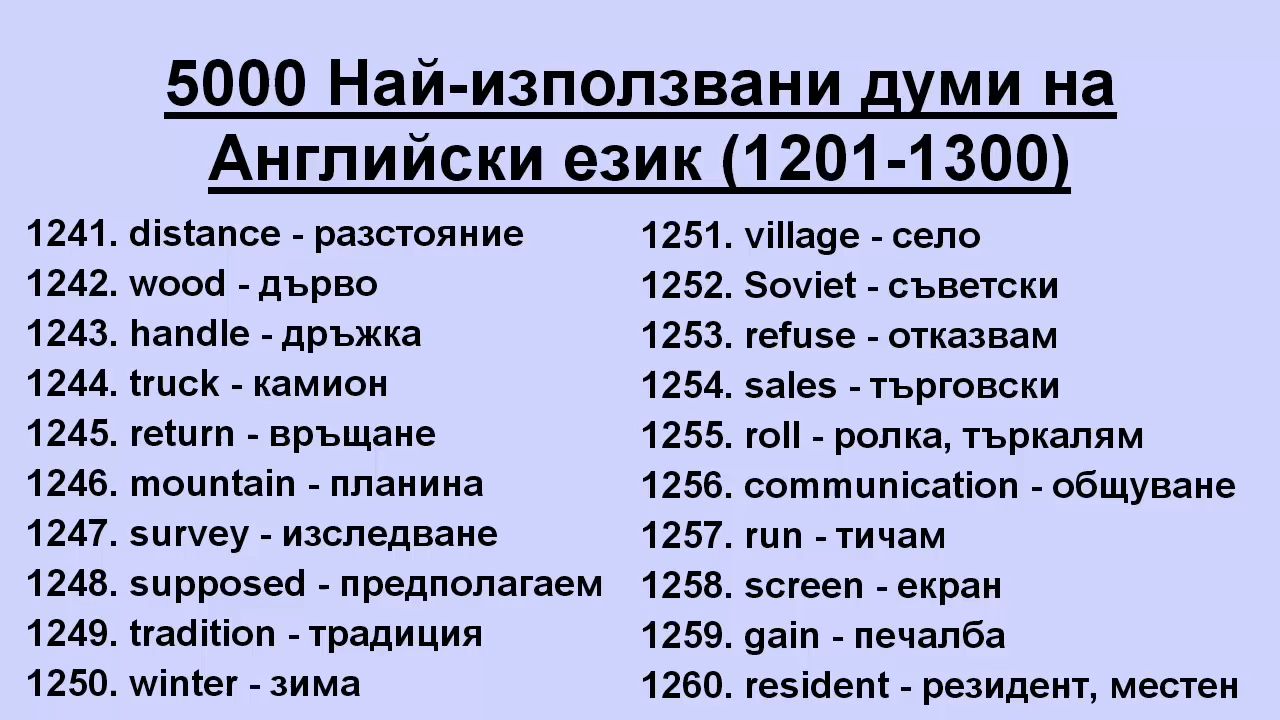 5000 Най-използвани думи на
Английски език (1201-1300)
1241. distance - разстояние
1242. wood - дърво
1243. handle - дръжка
1244. truck - камион
1245. return - връщане
1246. mountain - планина
1247. survey - изследване
1248. supposed - предполагаем
1249. tradition - традиция
1250. winter - зима
1251. village - село
1252. Soviet - съветски
1253. refuse - отказвам
1254. sales - търговски
1255. roll - ролка, търкалям
1256. communication - общуване
1257. run - тичам
1258. screen - екран
1259. gain - печалба
1260. resident - резидент, местен